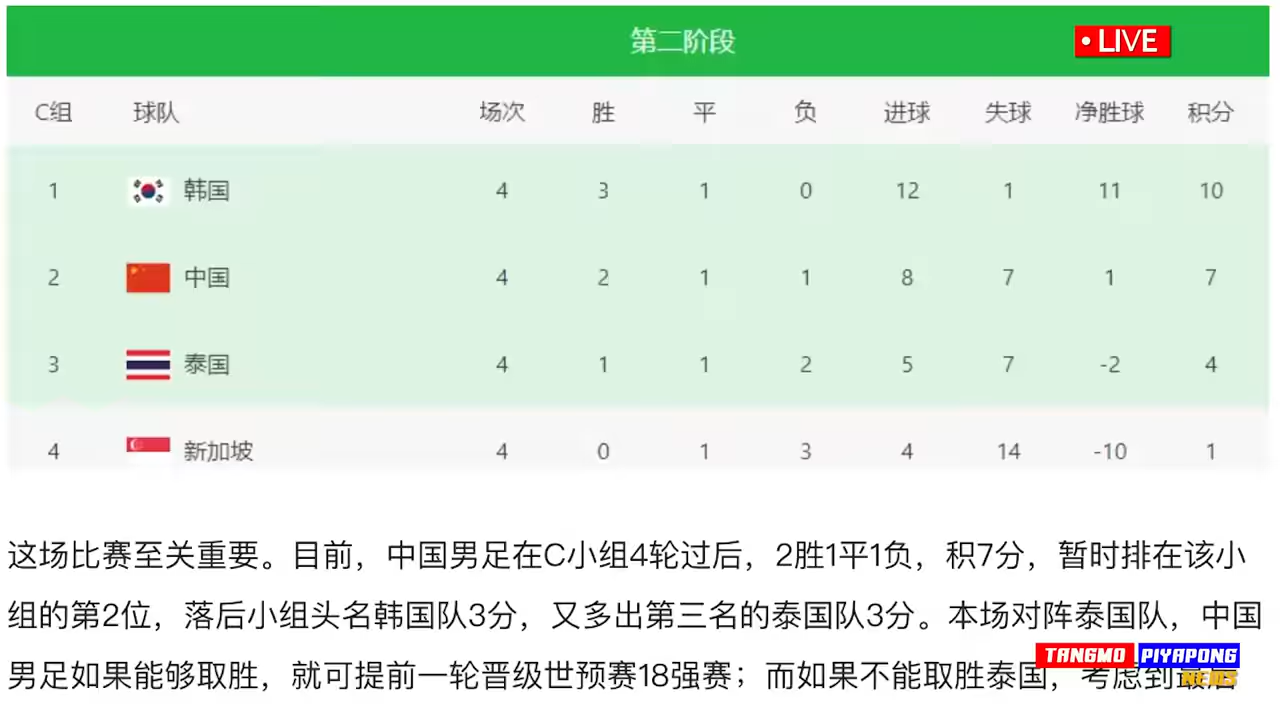 第二阶段
• LIVE
C组 球队 场次 胜 平 负 进球 失球 净胜球 积分
1 韩国 4 3 1 0 12 1 11 10
2 中国 4 2 1 1 8 7 1 7
3 泰国 4 1 1 2 5 7 -2 4
4 新加坡 4 0 1 3 4 14 -10 1
这场比赛至关重要。目前，中国男足在C小组4轮过后，2胜1平1负，积7分，暂时排在该小
组的第2位，落后小组头名韩国队3分，又多出第三名的泰国队3分。本场对阵泰国队，中国
男足如果能够取胜，就可提前一轮晋级世预赛18强赛；而如果不能取胜泰国，考虑到最后
TANGMO PIYAPONG
NEWS